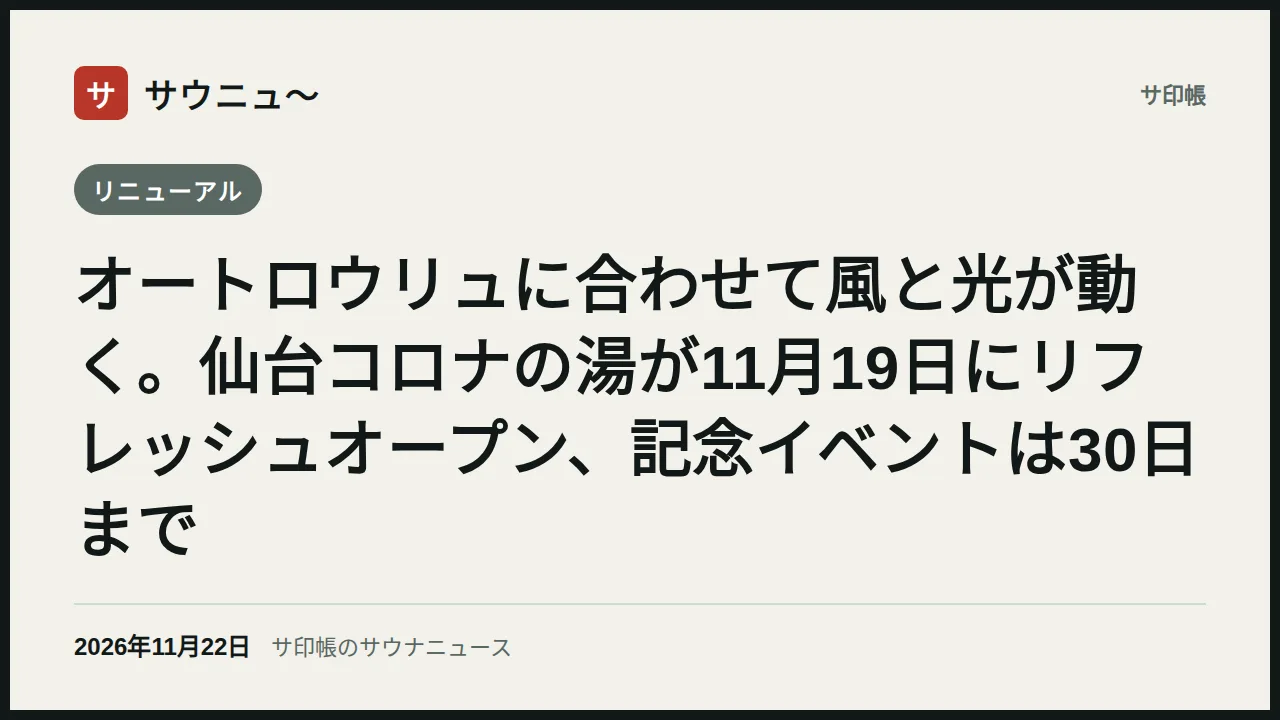 サ サウニュ〜 サ印帳
リニューアル
オートロウリュに合わせて風と光が動
く。仙台コロナの湯が11月19日にリフ
レッシュオープン、記念イベントは30日
まで
2026年11月22日 サ印帳のサウナニュース